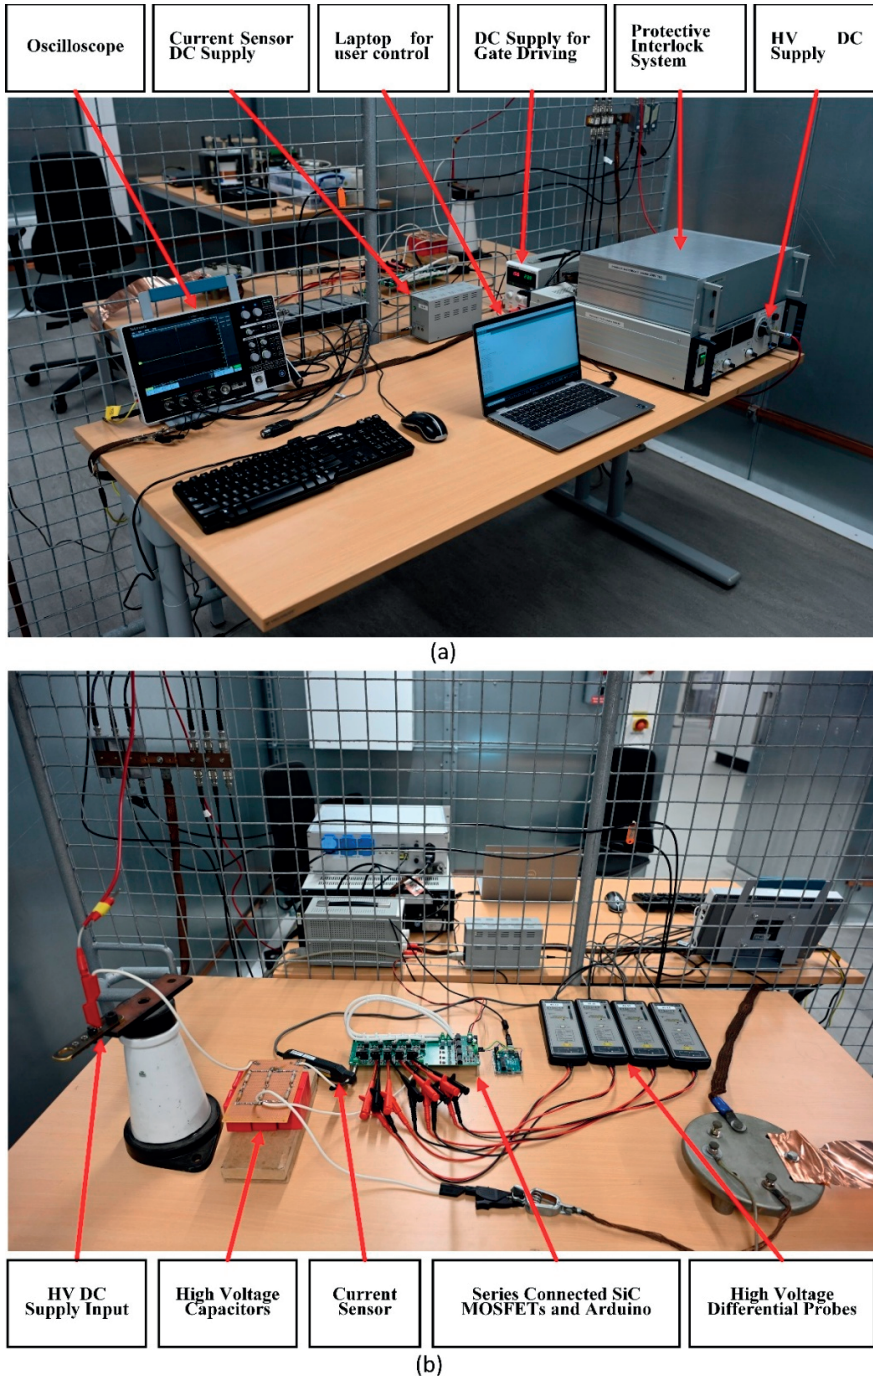 Oscilloscope
Current Sensor
DC Supply
Laptop for
user control
DC Supply for
Gate Driving
Protective
Interlock
System
HV DC
Supply
(a)
HV DC
Supply Input
High Voltage
Capacitors
Current
Sensor
Series Connected SiC
MOSFETs and Arduino
High Voltage
Differential Probes
(b)